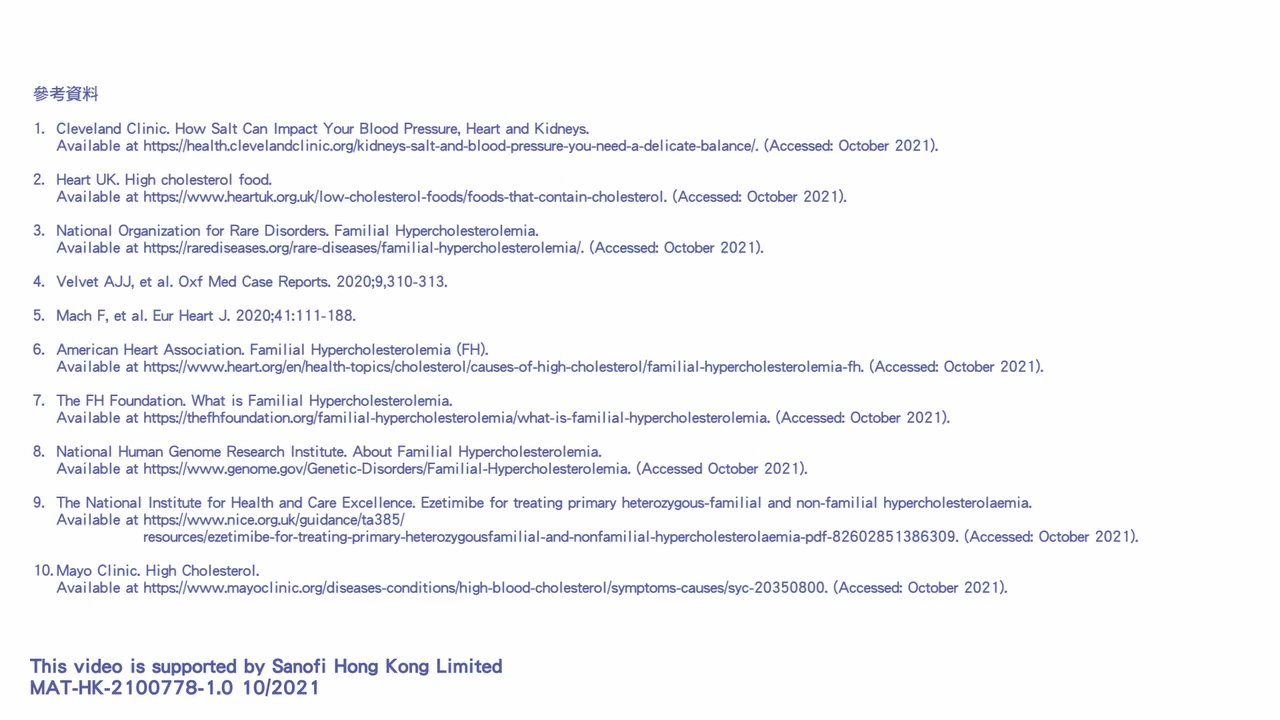 參考資料
1. Cleveland Clinic. How Salt Can Impact Your Blood Pressure, Heart and Kidneys.
Available at https://health.clevelandclinic.org/kidneys-salt-and-blood-pressure-you-need-a-delicate-balance/. (Accessed: October 2021).
2. Heart UK. High cholesterol food.
Available at https://www.heartuk.org.uk/low-cholesterol-foods/foods-that-contain-cholesterol. (Accessed: October 2021).
3. National Organization for Rare Disorders. Familial Hypercholesterolemia.
Available at https://rarediseases.org/rare-diseases/familial-hypercholesterolemia/. (Accessed: October 2021).
4. Velvet AJJ, et al. Oxf Med Case Reports. 2020;9,310-313.
5. Mach F, et al. Eur Heart J. 2020;41:111-188.
6. American Heart Association. Familial Hypercholesterolemia (FH).
Available at https://www.heart.org/en/health-topics/cholesterol/causes-of-high-cholesterol/familial-hypercholesterolemia-fh. (Accessed: October 2021).
7. The FH Foundation. What is Familial Hypercholesterolemia.
Available at https://thefhfoundation.org/familial-hypercholesterolemia/what-is-familial-hypercholesterolemia. (Accessed: October 2021).
8. National Human Genome Research Institute. About Familial Hypercholesterolemia.
Available at https://www.genome.gov/Genetic-Disorders/Familial-Hypercholesterolemia. (Accessed October 2021).
9. The National Institute for Health and Care Excellence. Ezetimibe for treating primary heterozygous-familial and non-familial hypercholesterolaemia.
Available at https://www.nice.org.uk/guidance/ta385/
resources/ezetimibe-for-treating-primary-heterozygousfamilial-and-nonfamilial-hypercholesterolaemia-pdf-82602851386309. (Accessed: October 2021).
10. Mayo Clinic. High Cholesterol.
Available at https://www.mayoclinic.org/diseases-conditions/high-blood-cholesterol/symptoms-causes/syc-20350800. (Accessed: October 2021).
This video is supported by Sanofi Hong Kong Limited
MAT-HK-2100778-1.0 10/2021